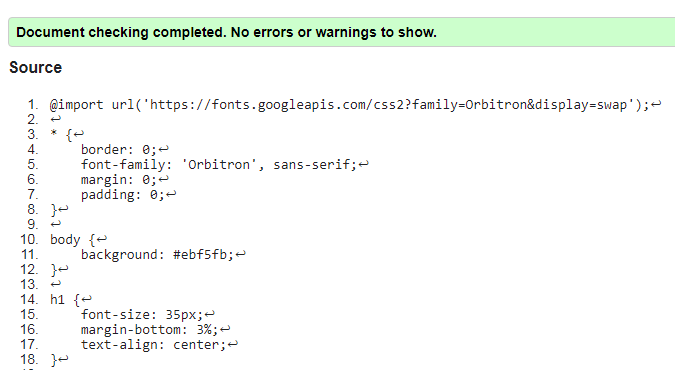 Document checking completed. No errors or warnings to show.
Source
1. @import url('https://fonts.googleapis.com/css2?family=Orbitron&display=swap');↩
2. ↩
3. * {↩
4.     border: 0;↩
5.     font-family: 'Orbitron', sans-serif;↩
6.     margin: 0;↩
7.     padding: 0;↩
8. }↩
9. ↩
10. body {↩
11.     background: #ebf5fb;↩
12. }↩
13. ↩
14. h1 {↩
15.     font-size: 35px;↩
16.     margin-bottom: 3%;↩
17.     text-align: center;↩
18. }↩